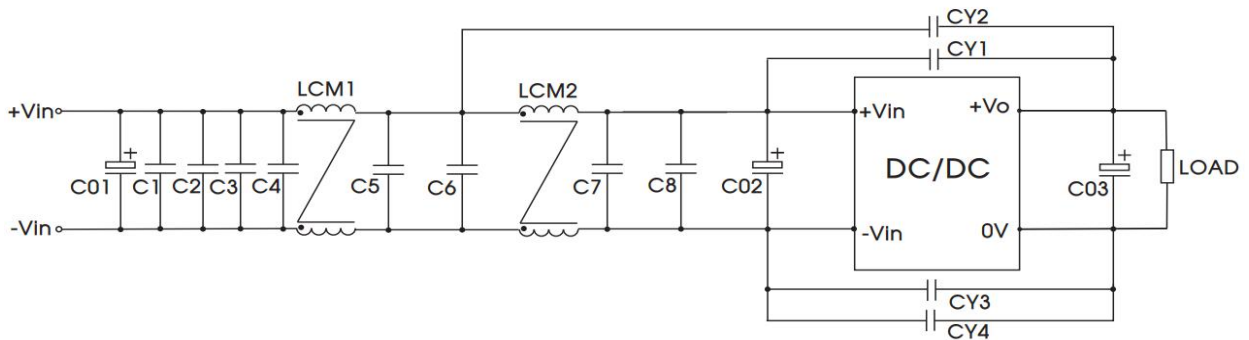 CY2
CY1
LCM1
LCM2
+Vin
+Vin
+Vo
+
C01
C1
C2
C3
C4
C5
C6
C7
C8
+
C02
DC/DC
+
C03
LOAD
-Vin
-Vin
0V
CY3
CY4